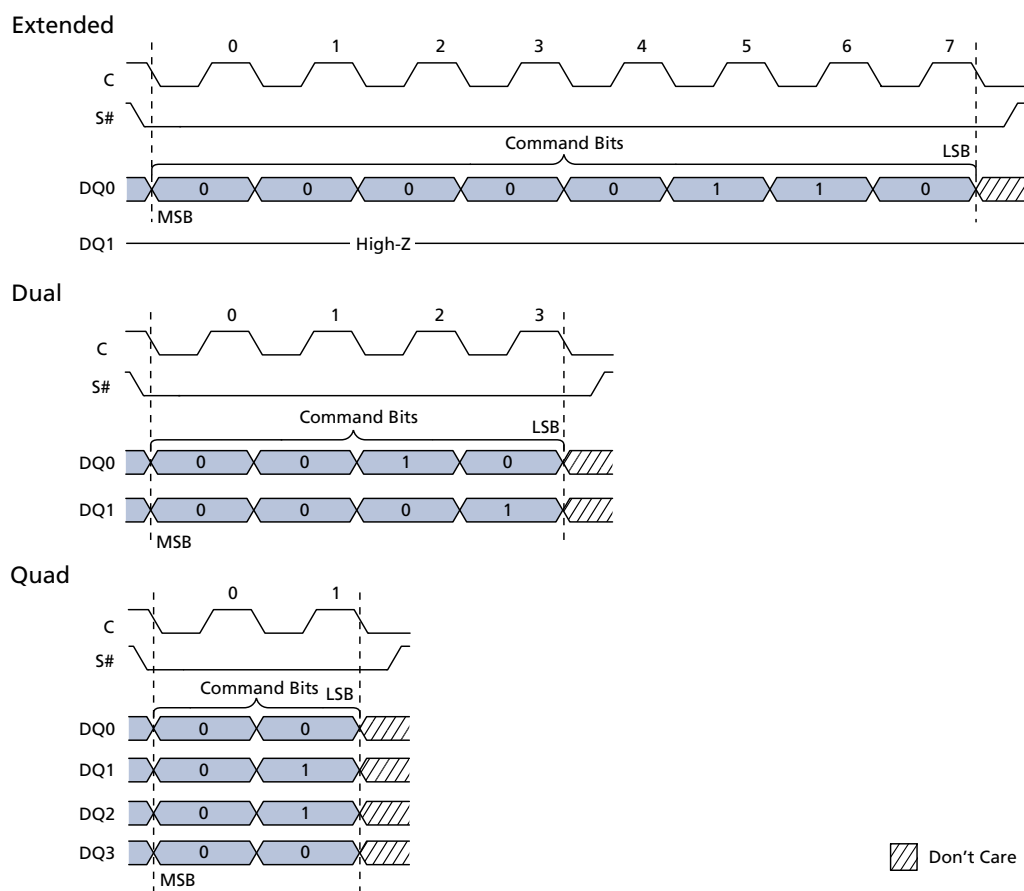 Extended
0 1 2 3 4 5 6 7
C
S#
Command Bits
LSB
DQ0 0 0 0 0 0 1 1 0
MSB
DQ1 High-Z
Dual
0 1 2 3
C
S#
Command Bits
LSB
DQ0 0 0 1 0
DQ1 0 0 0 1
MSB
Quad
0 1
C
S#
Command Bits LSB
DQ0 0 0
DQ1 0 1
DQ2 0 1
DQ3 0 0
MSB
Don't Care